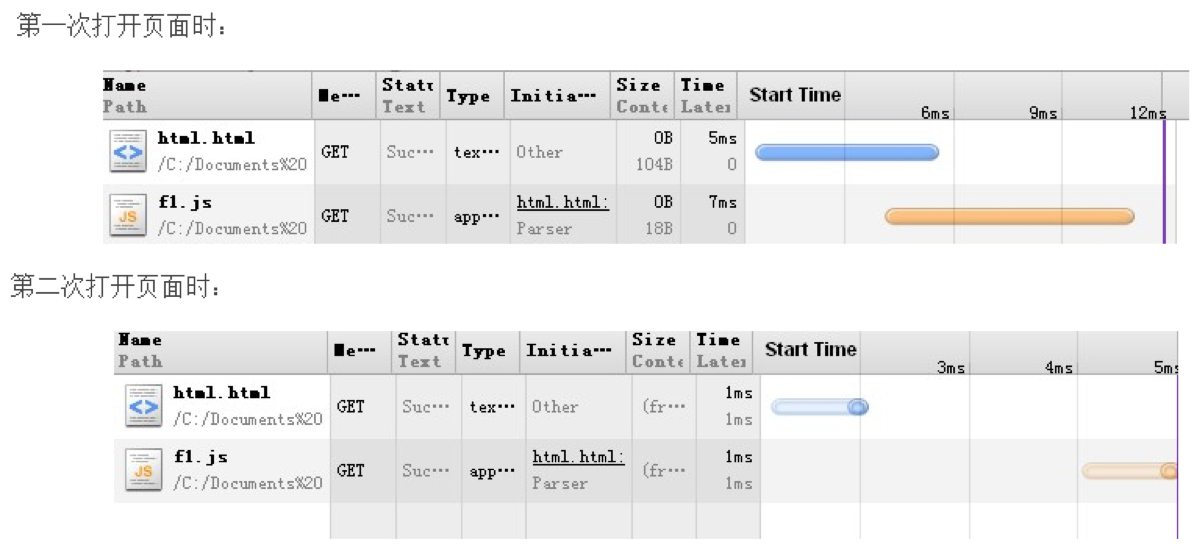 第一次打开页面时：
Name Path Me… Statu Text Type Initia… Size Conte Time Later Start Time 6ms 9ms 12ms
html.html /C:/Documents%20 GET Suc… tex… Other 0B 104B 5ms 0
f1.js /C:/Documents%20 GET Suc… app… html.html: Parser 0B 18B 7ms 0
JS
第二次打开页面时：
Name Path Me… Statu Text Type Initia… Size Conte Time Later Start Time 3ms 4ms 5ms
html.html /C:/Documents%20 GET Suc… tex… Other (fr… 1ms 1ms
f1.js /C:/Documents%20 GET Suc… app… html.html: Parser (fr… 1ms 1ms
JS